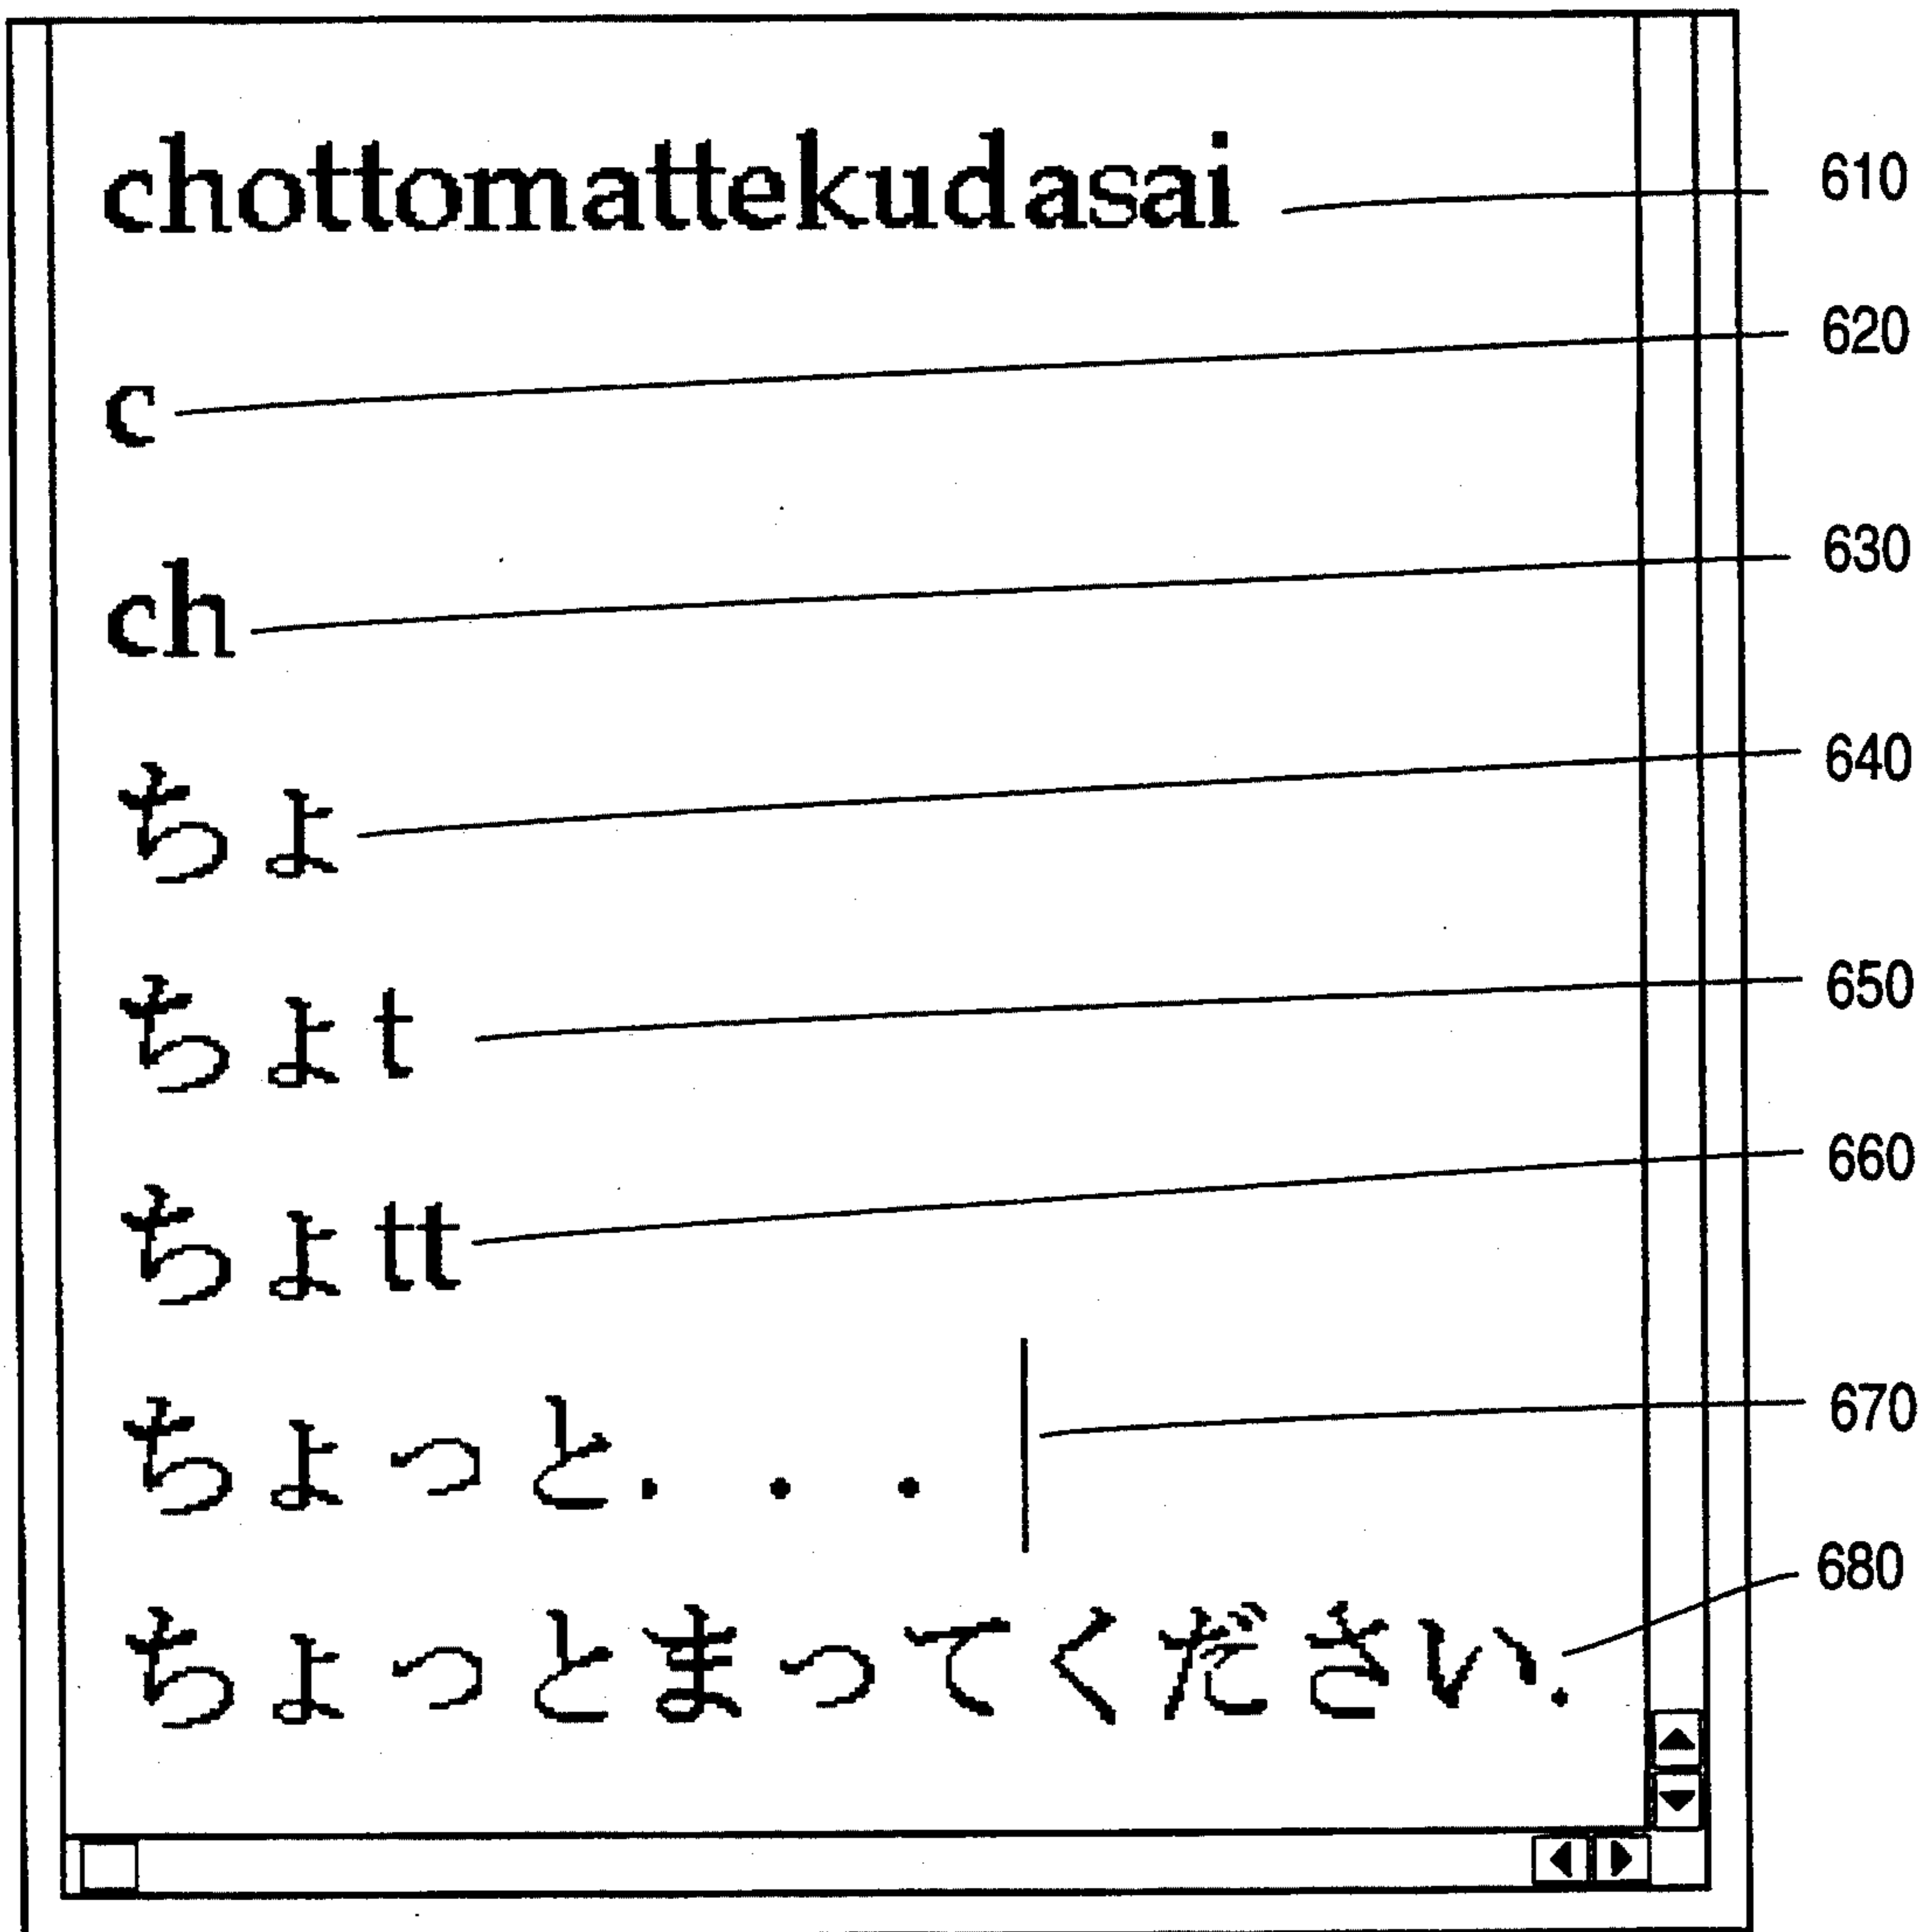 chottomattekudasai 610
c 620
ch 630
ちょ 640
ちょt 650
ちょtt 660
ちょっと. . . 670
ちょっとまってください. 680